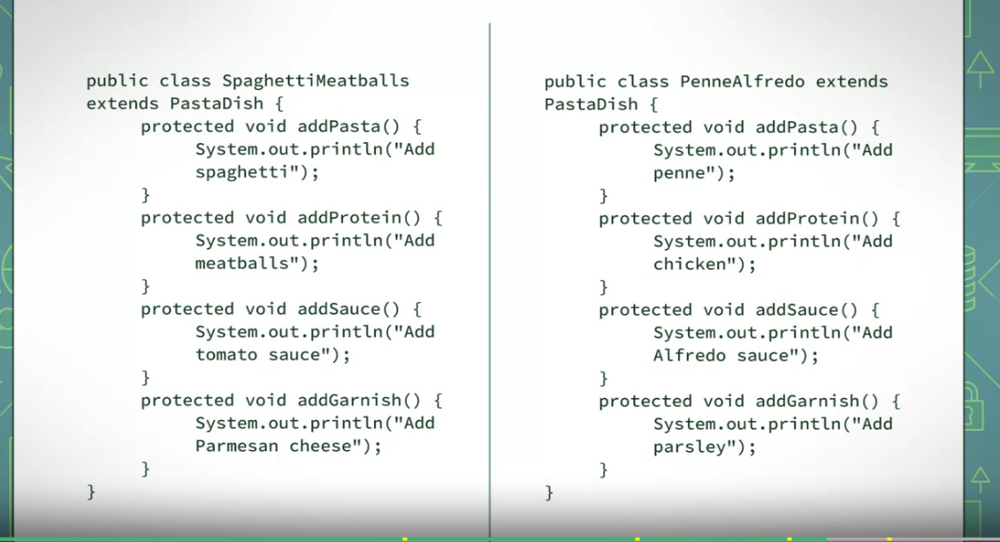 public class SpaghettiMeatballs
extends PastaDish {
protected void addPasta() {
System.out.println("Add
spaghetti");
}
protected void addProtein() {
System.out.println("Add
meatballs");
}
protected void addSauce() {
System.out.println("Add
tomato sauce");
}
protected void addGarnish() {
System.out.println("Add
Parmesan cheese");
}
}
public class PenneAlfredo extends
PastaDish {
protected void addPasta() {
System.out.println("Add
penne");
}
protected void addProtein() {
System.out.println("Add
chicken");
}
protected void addSauce() {
System.out.println("Add
Alfredo sauce");
}
protected void addGarnish() {
System.out.println("Add
parsley");
}
}